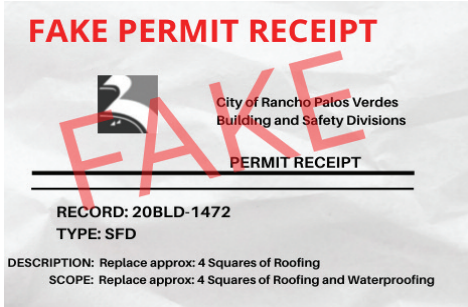 FAKE PERMIT RECEIPT
FAKE
City of Rancho Palos Verdes
Building and Safety Divisions
PERMIT RECEIPT
RECORD: 20BLD-1472
TYPE: SFD
DESCRIPTION: Replace approx: 4 Squares of Roofing
SCOPE: Replace approx: 4 Squares of Roofing and Waterproofing